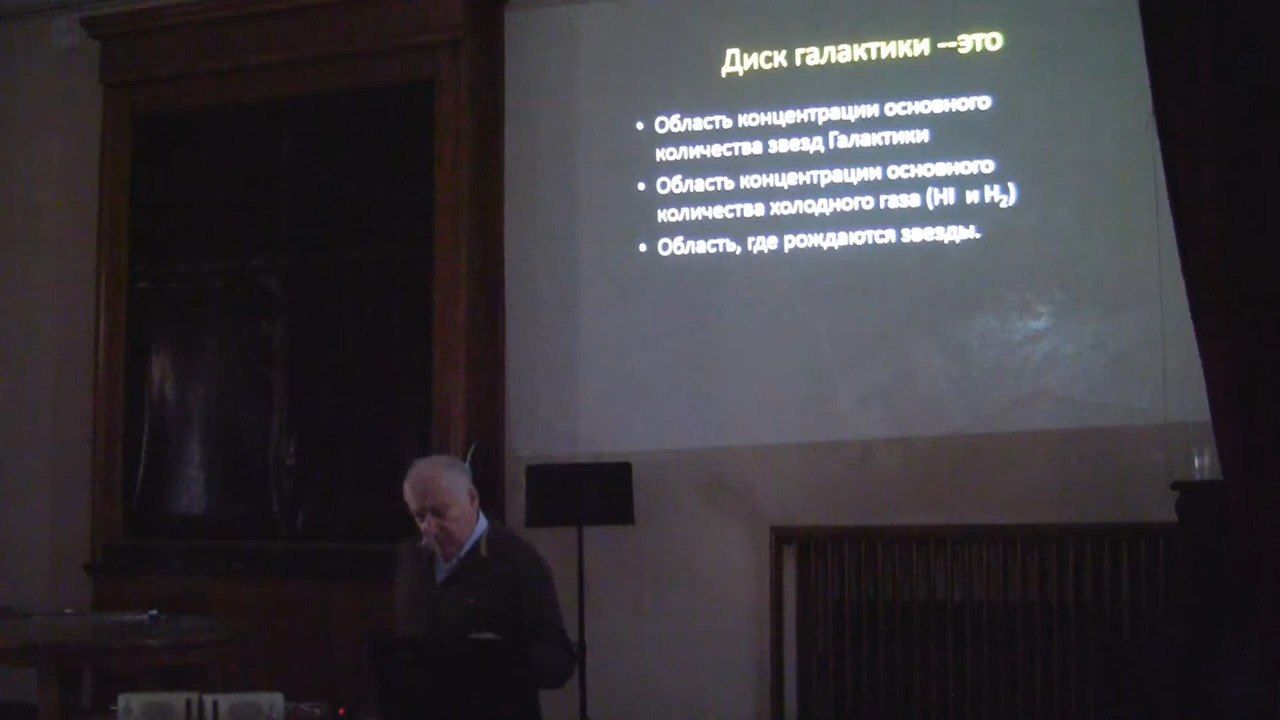 Диск галактики --это
• Область концентрации основного
количества звезд Галактики
• Область концентрации основного
количества холодного газа (HI и H₂)
• Область, где рождаются звезды.